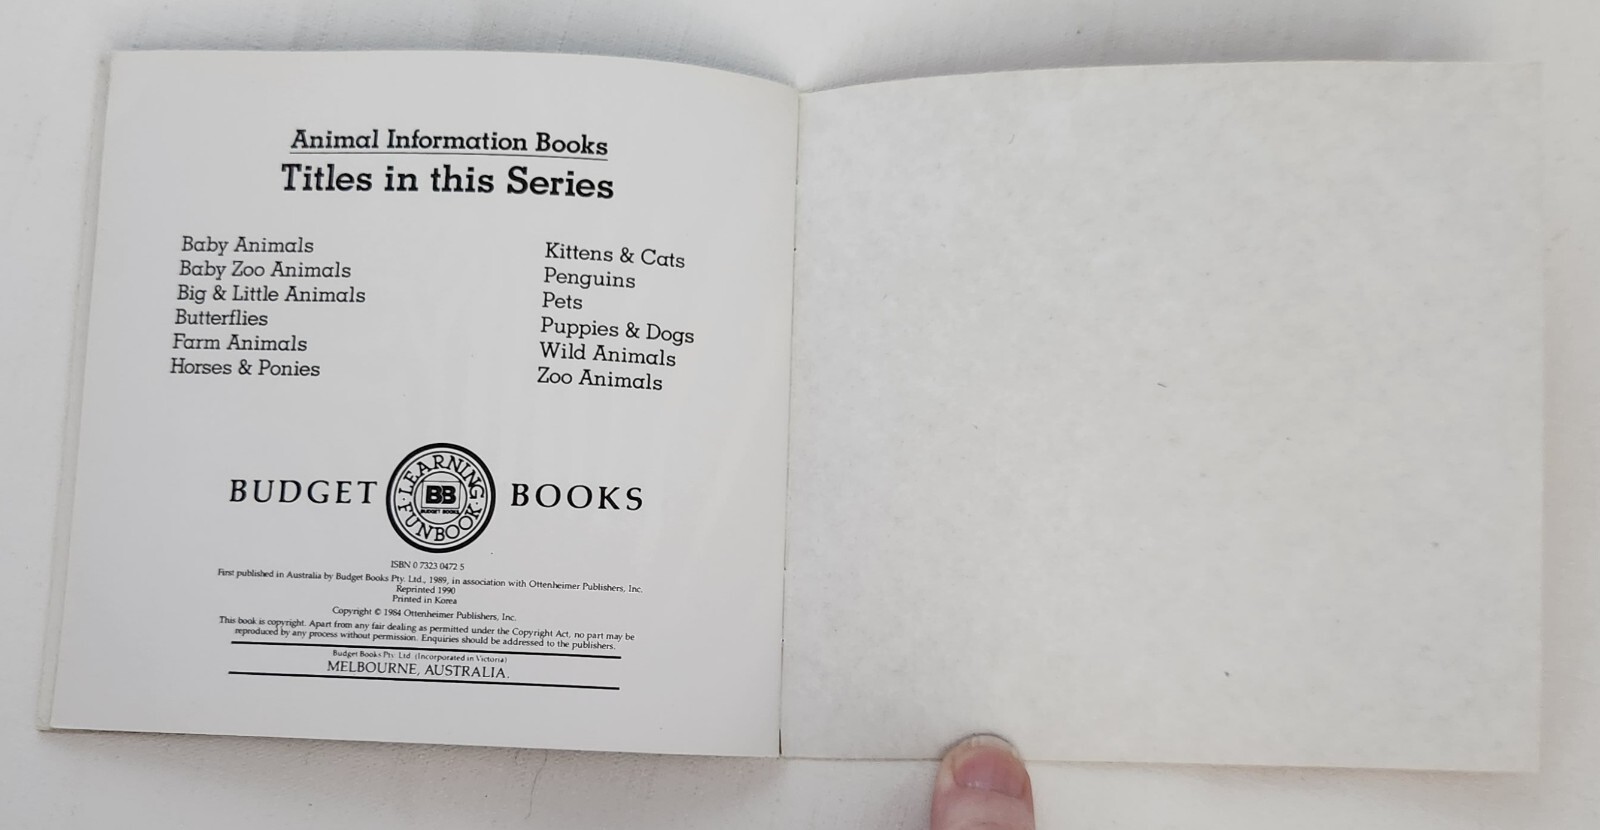 Animal Information Books
Titles in this Series
Baby Animals
Baby Zoo Animals
Big & Little Animals
Butterflies
Farm Animals
Horses & Ponies
Kittens & Cats
Penguins
Pets
Puppies & Dogs
Wild Animals
Zoo Animals
BUDGET BOOKS
· LEARNING ·
FUNBOOK
BB
BUDGET BOOKS
ISBN 0 7323 0472 5
First published in Australia by Budget Books Pty. Ltd., 1989, in association with Ottenheimer Publishers, Inc.
Reprinted 1990
Printed in Korea
Copyright © 1984 Ottenheimer Publishers, Inc.
This book is copyright. Apart from any fair dealing as permitted under the Copyright Act, no part may be
reproduced by any process without permission. Enquiries should be addressed to the publishers.
Budget Books Pty. Ltd. (Incorporated in Victoria)
MELBOURNE, AUSTRALIA.